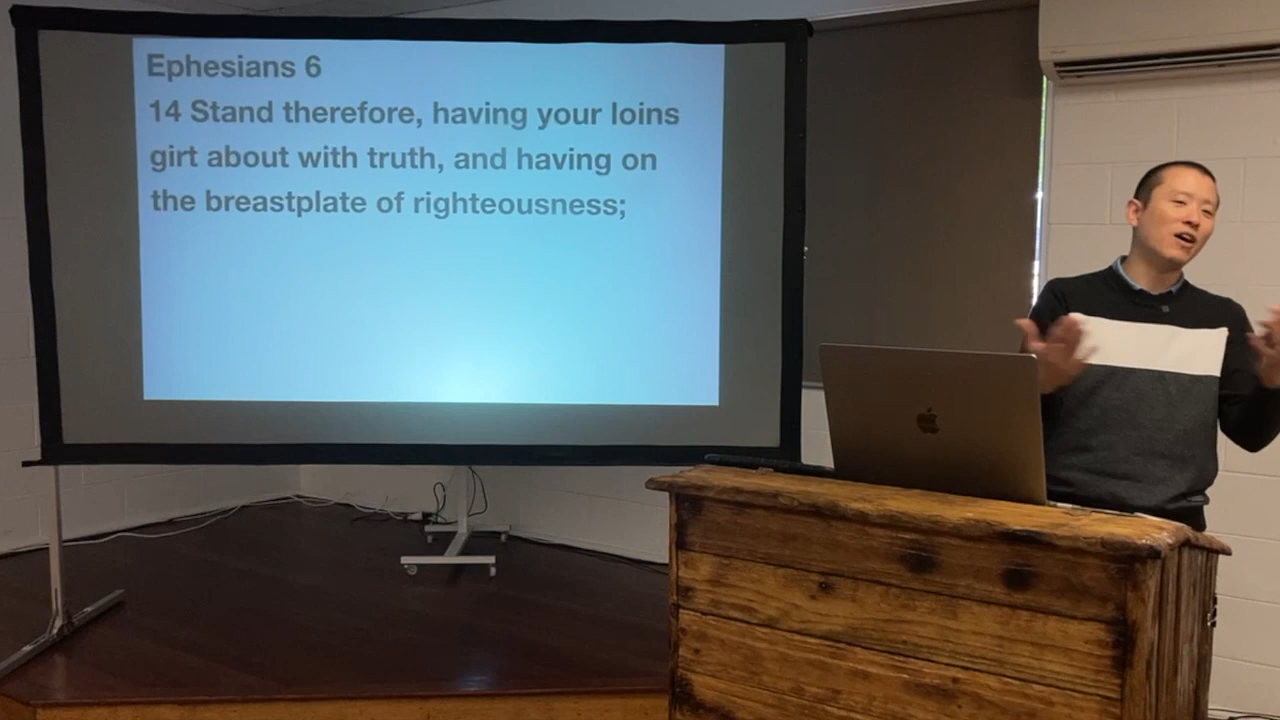 Ephesians 6
14 Stand therefore, having your loins
girt about with truth, and having on
the breastplate of righteousness;